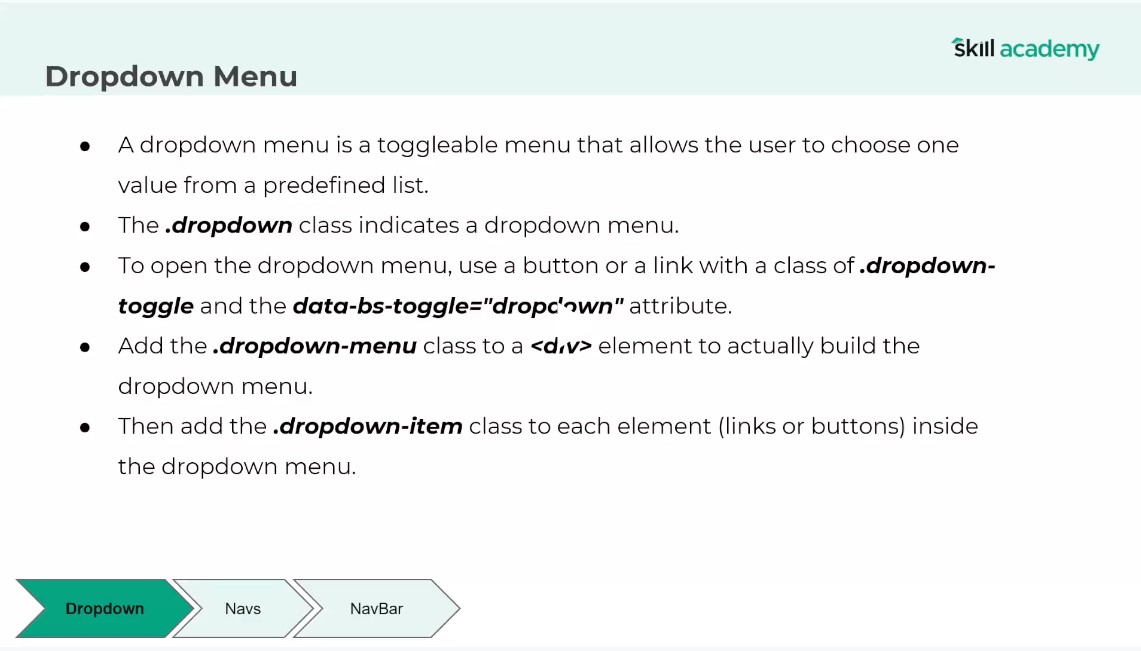 skill academy
Dropdown Menu
● A dropdown menu is a toggleable menu that allows the user to choose one
value from a predefined list.
● The .dropdown class indicates a dropdown menu.
● To open the dropdown menu, use a button or a link with a class of .dropdown-
toggle and the data-bs-toggle="dropdown" attribute.
● Add the .dropdown-menu class to a <div> element to actually build the
dropdown menu.
● Then add the .dropdown-item class to each element (links or buttons) inside
the dropdown menu.
Dropdown
Navs
NavBar